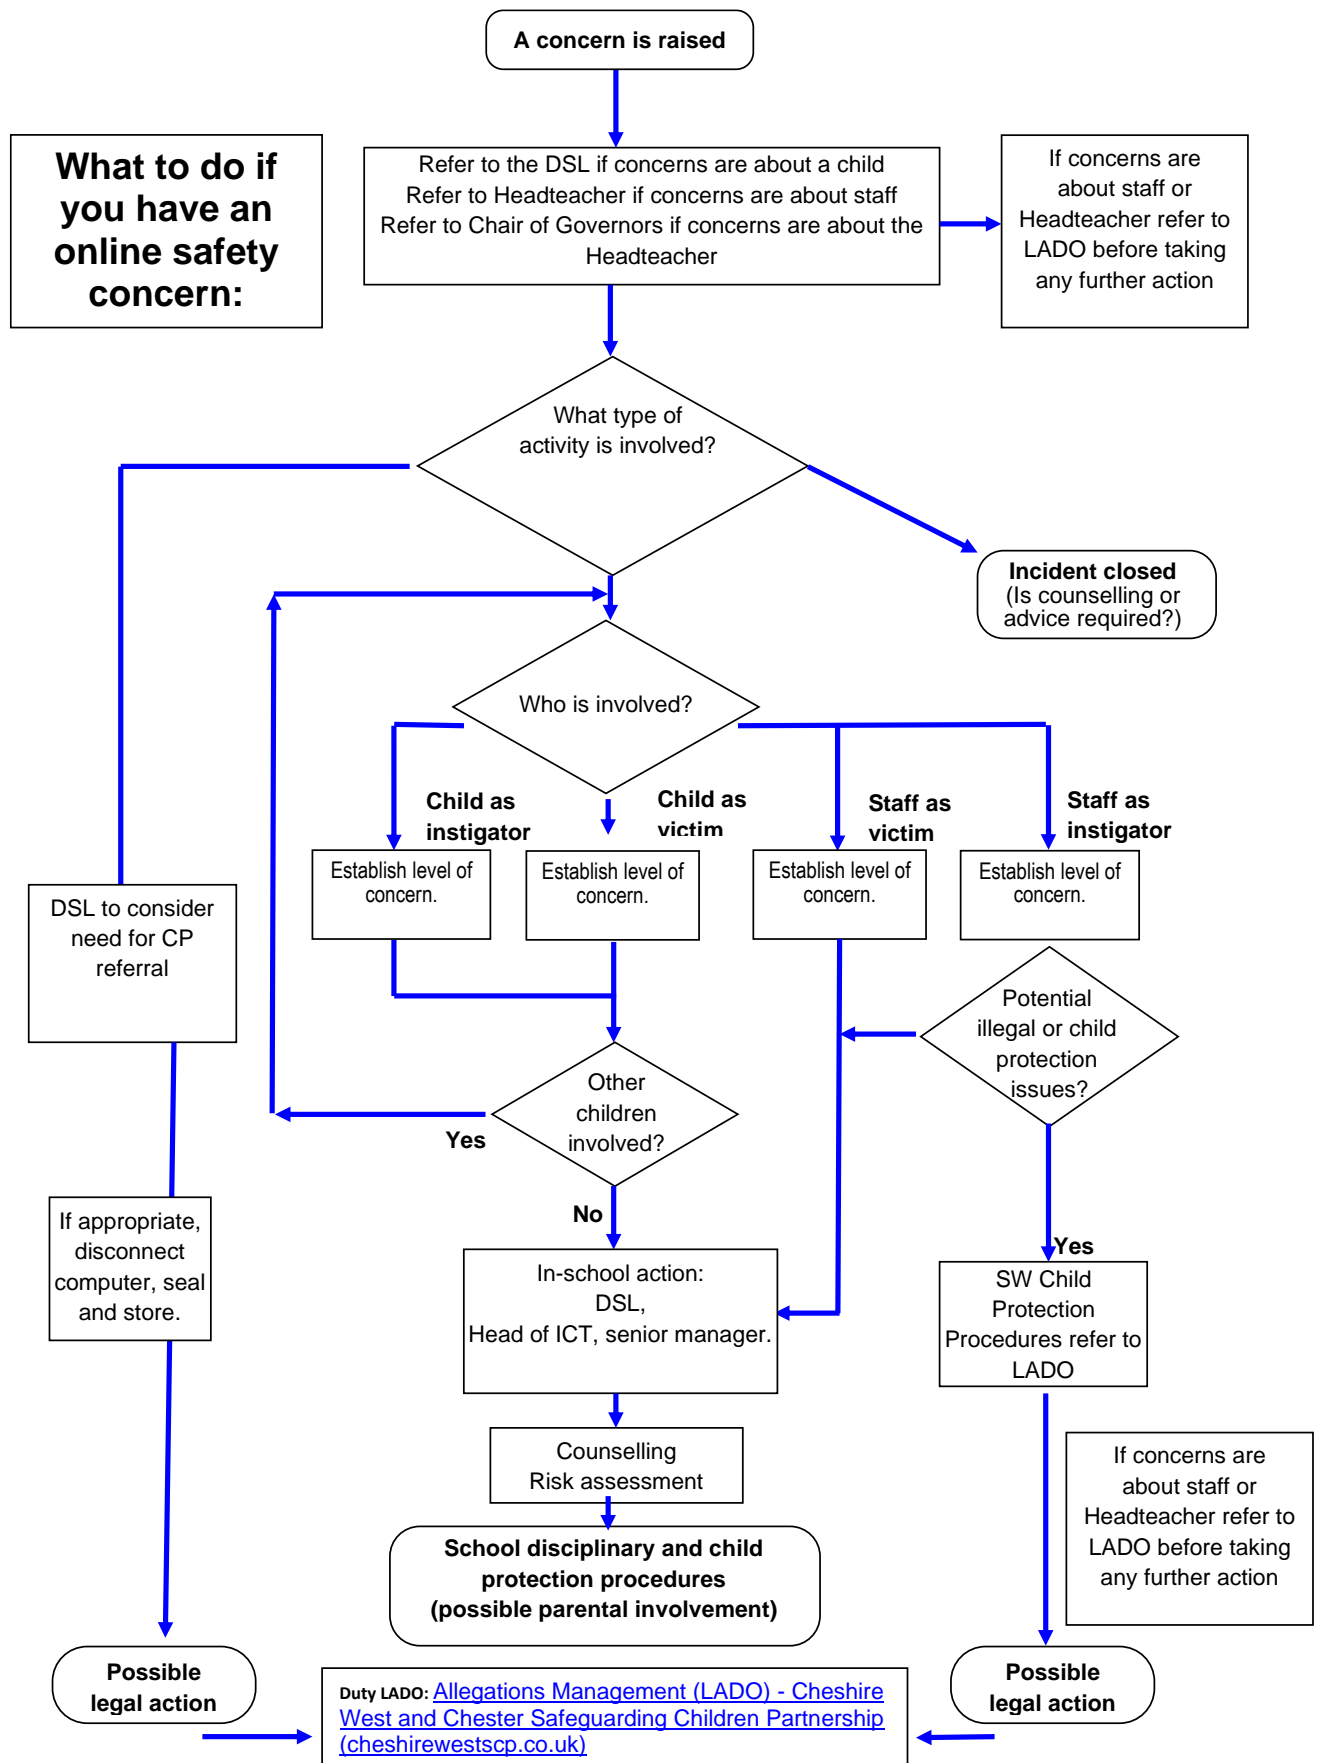 A concern is raised
What to do if
you have an
online safety
concern:
Refer to the DSL if concerns are about a child
Refer to Headteacher if concerns are about staff
Refer to Chair of Governors if concerns are about the
Headteacher
If concerns are
about staff or
Headteacher refer to
LADO before taking
any further action
What type of
activity is involved?
Incident closed
(Is counselling or
advice required?)
Who is involved?
Child as
instigator
Child as
victim
Staff as
victim
Staff as
instigator
Establish level of
concern.
Establish level of
concern.
Establish level of
concern.
Establish level of
concern.
DSL to consider
need for CP
referral
Potential
illegal or child
protection
issues?
Other
children
involved?
Yes
No
If appropriate,
disconnect
computer, seal
and store.
In-school action:
DSL,
Head of ICT, senior manager.
Yes
SW Child
Protection
Procedures refer to
LADO
Counselling
Risk assessment
If concerns are
about staff or
Headteacher refer to
LADO before taking
any further action
School disciplinary and child
protection procedures
(possible parental involvement)
Possible
legal action
Duty LADO: Allegations Management (LADO) - Cheshire
West and Chester Safeguarding Children Partnership
(cheshirewestscp.co.uk)
Possible
legal action